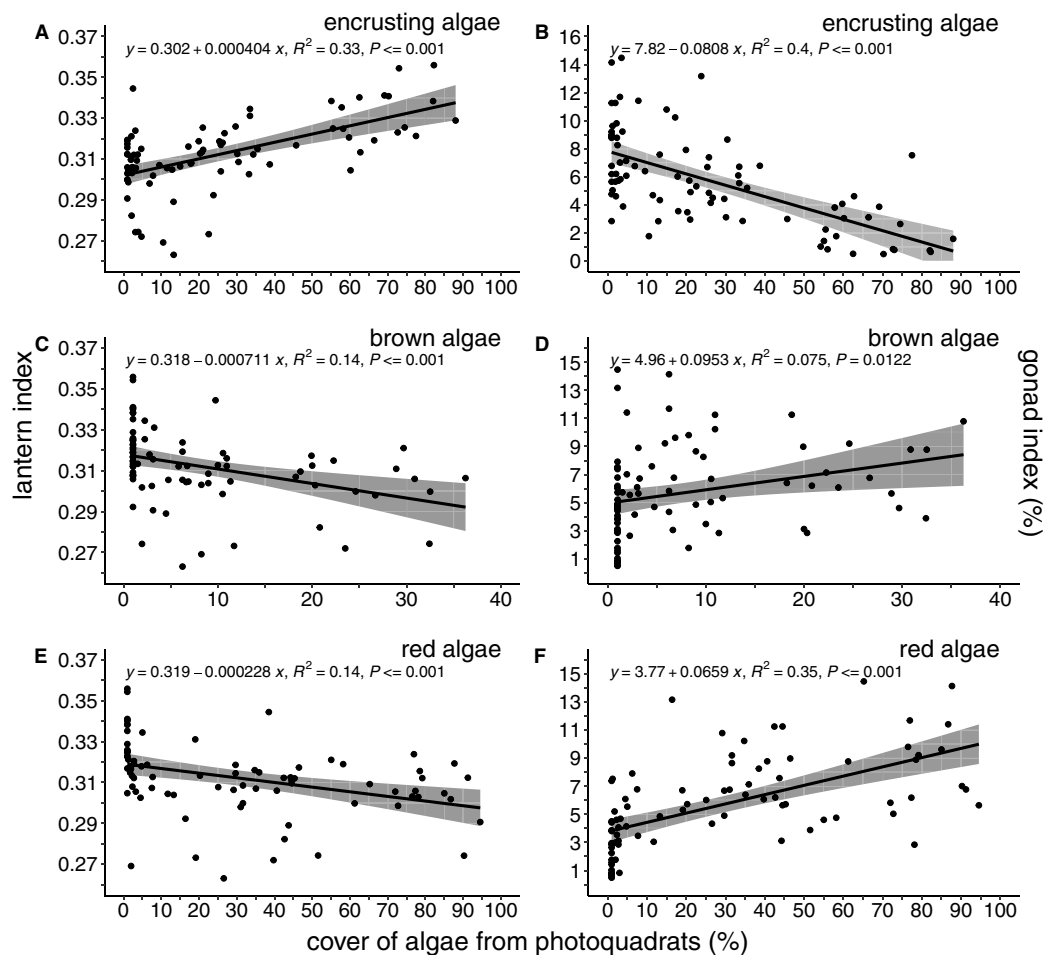 A
encrusting algae
y = 0.302 + 0.000404 x, R² = 0.33, P <= 0.001
0.37
0.35
0.33
0.31
0.29
0.27
0 10 20 30 40 50 60 70 80 90 100
B
encrusting algae
y = 7.82 − 0.0808 x, R² = 0.4, P <= 0.001
16
14
12
10
8
6
4
2
0
0 10 20 30 40 50 60 70 80 90 100
C
brown algae
y = 0.318 − 0.000711 x, R² = 0.14, P <= 0.001
0.37
0.35
0.33
0.31
0.29
0.27
0 10 20 30 40
lantern index
D
brown algae
y = 4.96 + 0.0953 x, R² = 0.075, P = 0.0122
15
13
11
9
7
5
3
1
0 10 20 30 40
gonad index (%)
E
red algae
y = 0.319 − 0.000228 x, R² = 0.14, P <= 0.001
0.37
0.35
0.33
0.31
0.29
0.27
0 10 20 30 40 50 60 70 80 90 100
F
red algae
y = 3.77 + 0.0659 x, R² = 0.35, P <= 0.001
15
13
11
9
7
5
3
1
0 10 20 30 40 50 60 70 80 90 100
cover of algae from photoquadrats (%)